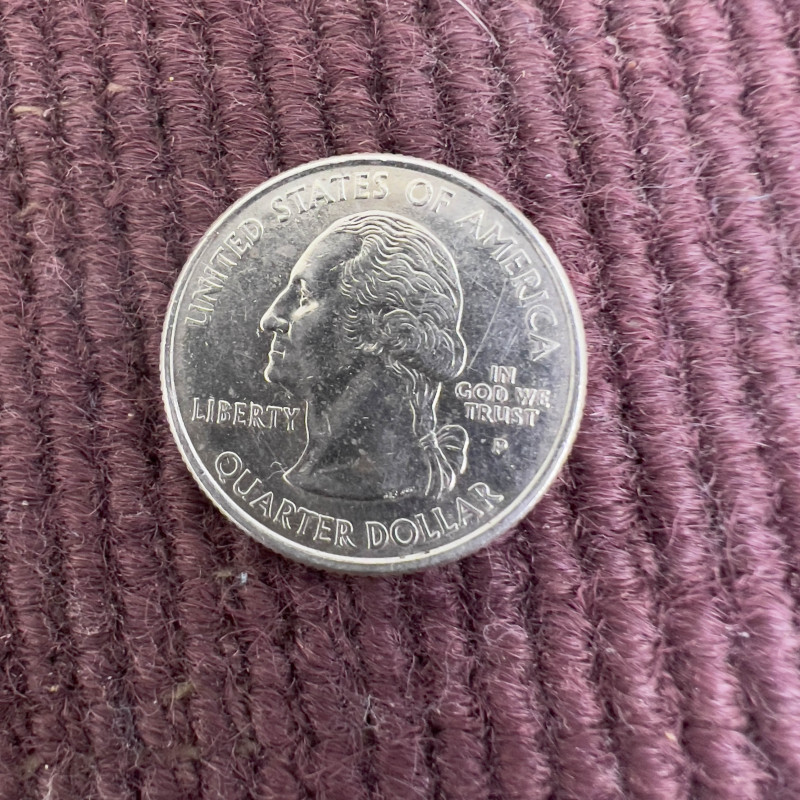 UNITED STATES OF AMERICA
LIBERTY
IN
GOD WE
TRUST
P
QUARTER DOLLAR